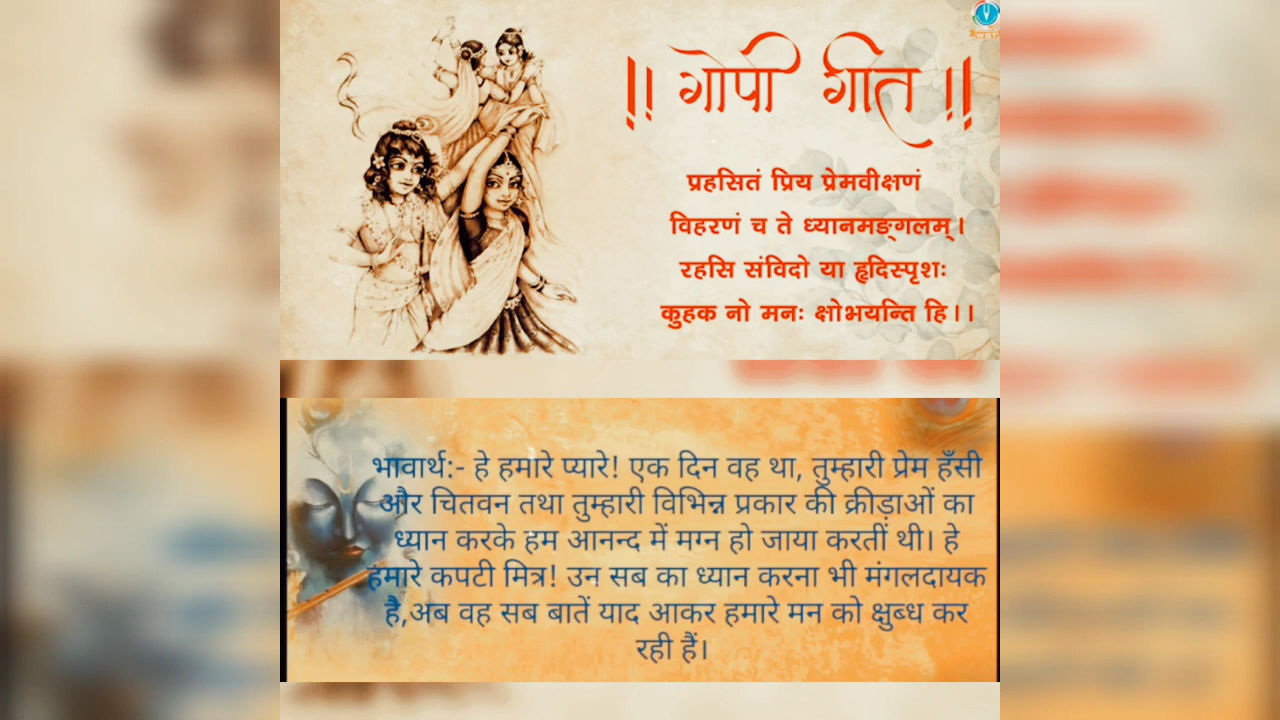 ॥ गोपी गीत ॥
प्रहसितं प्रिय प्रेमवीक्षणं
विहरणं च ते ध्यानमङ्गलम्।
रहसि संविदो या हृदिस्पृशः
कुहक नो मनः क्षोभयन्ति हि।।
भावार्थ:- हे हमारे प्यारे! एक दिन वह था, तुम्हारी प्रेम हँसी
और चितवन तथा तुम्हारी विभिन्न प्रकार की क्रीड़ाओं का
ध्यान करके हम आनन्द में मग्न हो जाया करतीं थी। हे
हमारे कपटी मित्र! उन सब का ध्यान करना भी मंगलदायक
है,अब वह सब बातें याद आकर हमारे मन को क्षुब्ध कर
रही हैं।